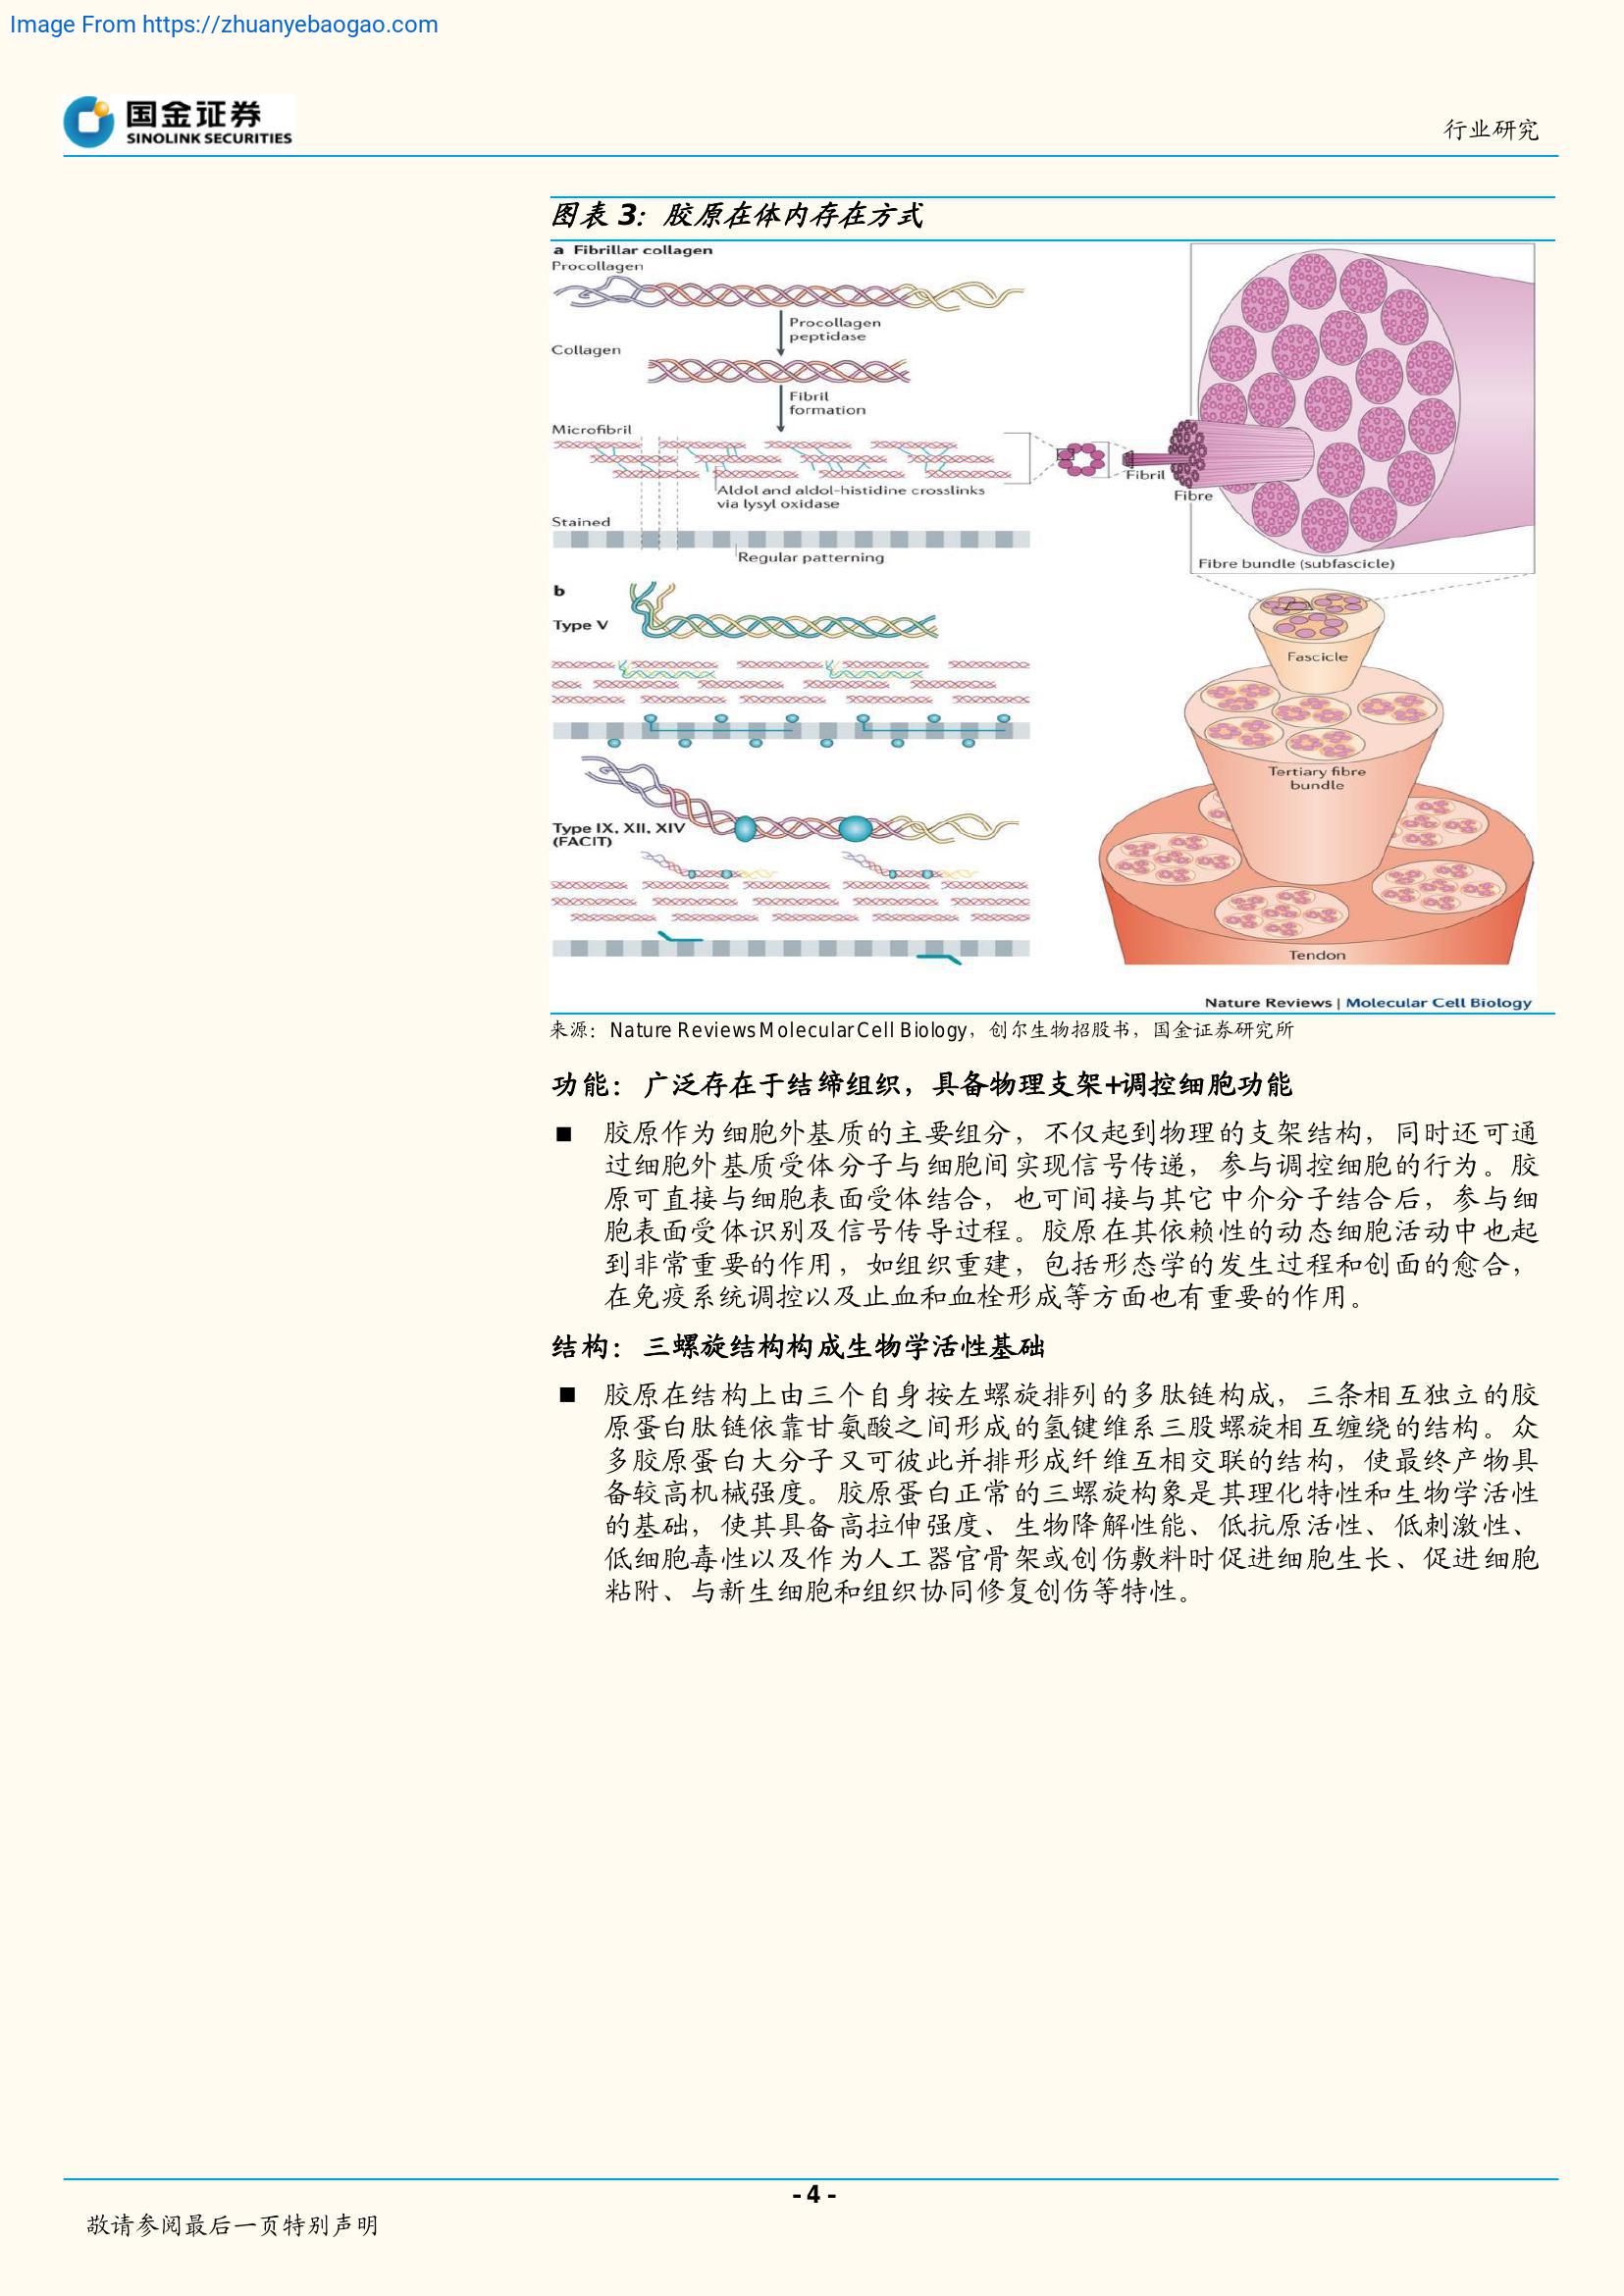 Image From https://zhuanyebaogao.com
国金证券
SINOLINK SECURITIES
行业研究
图表 3：胶原在体内存在方式
a Fibrillar collagen
Procollagen
Procollagen
peptidase
Collagen
Fibril
formation
Microfibril
Aldol and aldol-histidine crosslinks
via lysyl oxidase
Stained
Regular patterning
Fibril
Fibre
Fibre bundle (subfascicle)
b
Type V
Type IX, XII, XIV
(FACIT)
Fascicle
Tertiary fibre
bundle
Tendon
Nature Reviews | Molecular Cell Biology
来源：Nature Reviews Molecular Cell Biology，创尔生物招股书，国金证券研究所
功能：广泛存在于结缔组织，具备物理支架+调控细胞功能
■ 胶原作为细胞外基质的主要组分，不仅起到物理的支架结构，同时还可通
过细胞外基质受体分子与细胞间实现信号传递，参与调控细胞的行为。胶
原可直接与细胞表面受体结合，也可间接与其它中介分子结合后，参与细
胞表面受体识别及信号传导过程。胶原在其依赖性的动态细胞活动中也起
到非常重要的作用，如组织重建，包括形态学的发生过程和创面的愈合，
在免疫系统调控以及止血和血栓形成等方面也有重要的作用。
结构：三螺旋结构构成生物学活性基础
■ 胶原在结构上由三个自身按左螺旋排列的多肽链构成，三条相互独立的胶
原蛋白肽链依靠甘氨酸之间形成的氢键维系三股螺旋相互缠绕的结构。众
多胶原蛋白大分子又可彼此并排形成纤维互相交联的结构，使最终产物具
备较高机械强度。胶原蛋白正常的三螺旋构象是其理化特性和生物学活性
的基础，使其具备高拉伸强度、生物降解性能、低抗原活性、低刺激性、
低细胞毒性以及作为人工器官骨架或创伤敷料时促进细胞生长、促进细胞
粘附、与新生细胞和组织协同修复创伤等特性。
- 4 -
敬请参阅最后一页特别声明